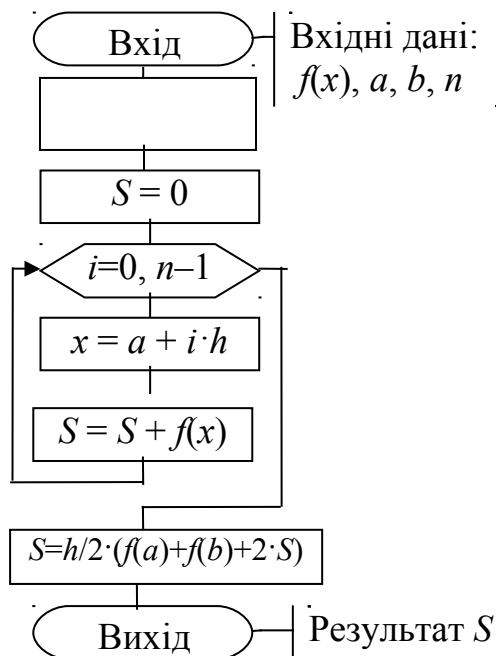 Вхід
Вхідні дані:
f(x), a, b, n
S = 0
i=0, n–1
x = a + i·h
S = S + f(x)
S=h/2·(f(a)+f(b)+2·S)
Вихід
Результат S